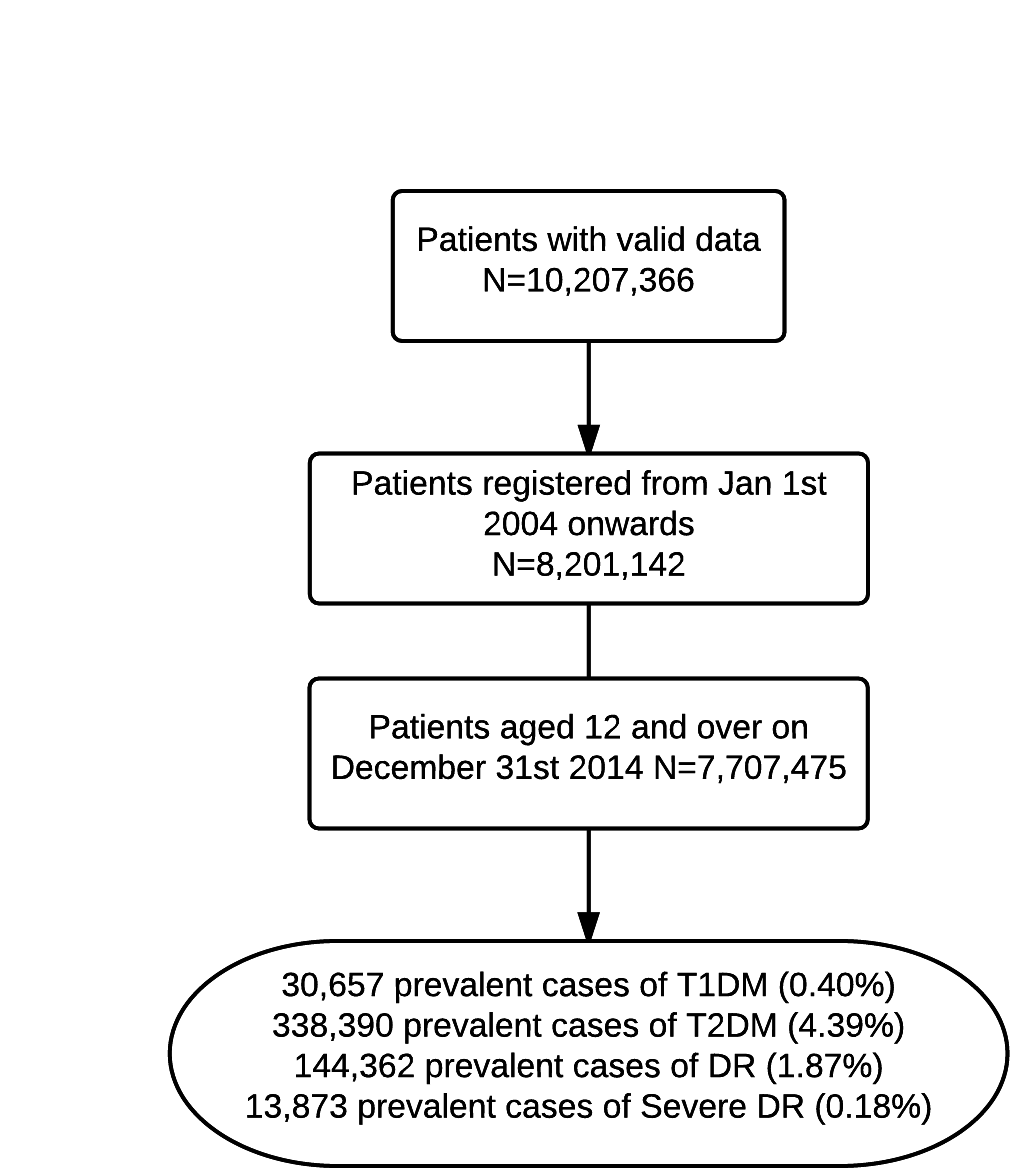 Patients with valid data
N=10,207,366
Patients registered from Jan 1st
2004 onwards
N=8,201,142
Patients aged 12 and over on
December 31st 2014 N=7,707,475
30,657 prevalent cases of T1DM (0.40%)
338,390 prevalent cases of T2DM (4.39%)
144,362 prevalent cases of DR (1.87%)
13,873 prevalent cases of Severe DR (0.18%)